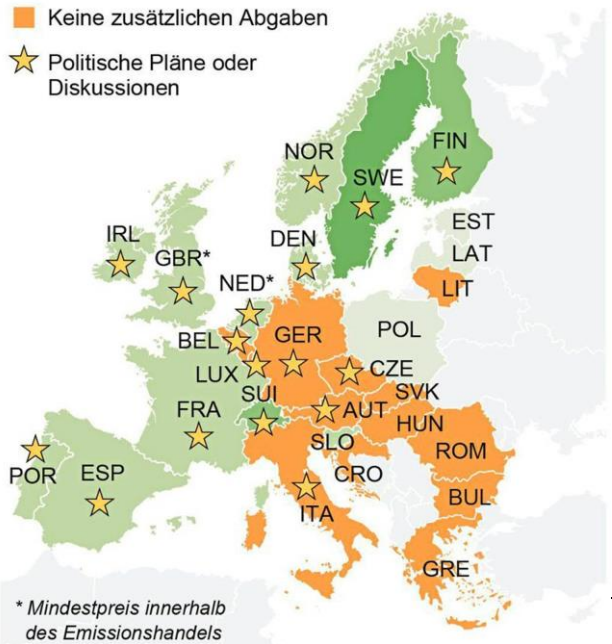 Keine zusätzlichen Abgaben
Politische Pläne oder
Diskussionen
NOR
SWE
FIN
EST
IRL
GBR*
DEN
LAT
LIT
NED*
BEL
GER
POL
LUX
CZE
SUI
SVK
FRA
AUT
HUN
SLO
ROM
POR
ESP
CRO
BUL
ITA
GRE
* Mindestpreis innerhalb
des Emissionshandels